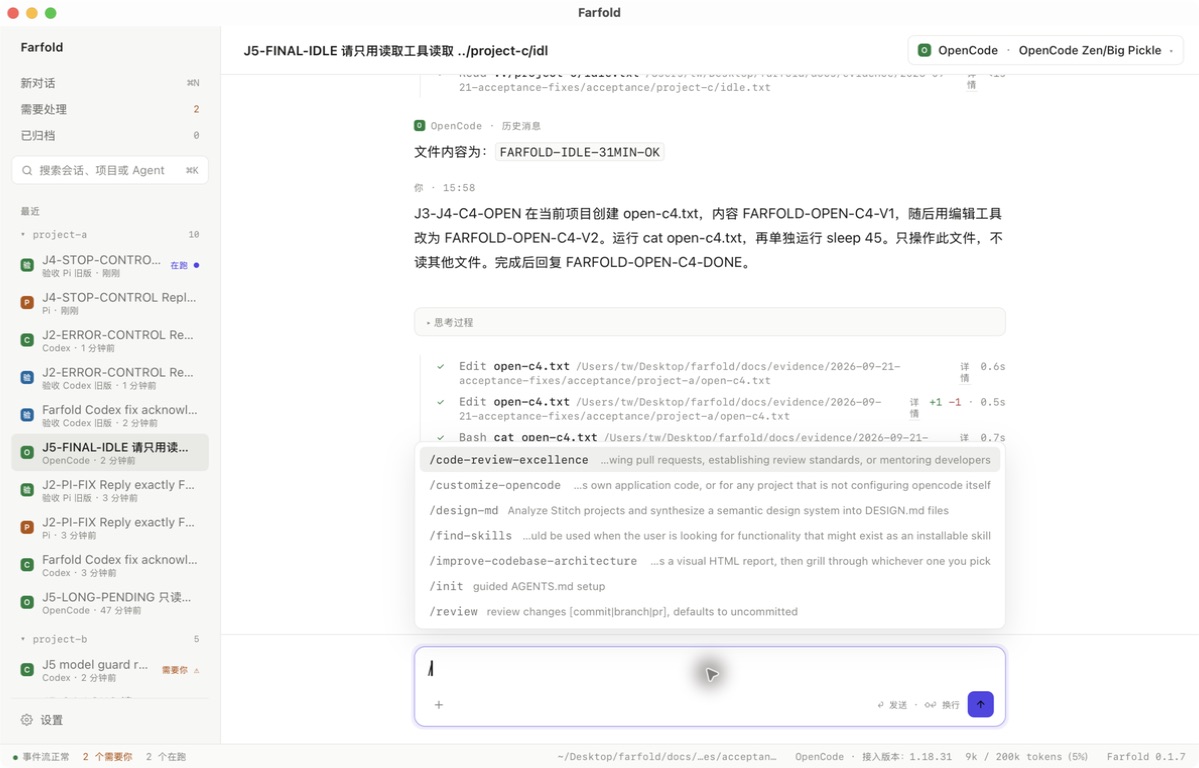 Farfold
Farfold
新对话 ⌘N
需要处理 2
已归档 0
搜索会话、项目或 Agent ⌘K
最近
project-a 10
验 J4-STOP-CONTRO... 在跑
验收 Pi 旧版 · 刚刚
P J4-STOP-CONTROL Repl...
Pi · 刚刚
C J2-ERROR-CONTROL Re...
Codex · 1 分钟前
验 J2-ERROR-CONTROL Re...
验收 Codex 旧版 · 1 分钟前
验 Farfold Codex fix acknowl...
验收 Codex 旧版 · 2 分钟前
O J5-FINAL-IDLE 请只用读...
OpenCode · 2 分钟前
验 J2-PI-FIX Reply exactly F...
验收 Pi 旧版 · 3 分钟前
P J2-PI-FIX Reply exactly F...
Pi · 3 分钟前
C Farfold Codex fix acknowl...
Codex · 3 分钟前
O J5-LONG-PENDING 只读...
OpenCode · 47 分钟前
project-b 5
C J5 model guard r... 需要你
Codex · 2 分钟前
设置
J5-FINAL-IDLE 请只用读取工具读取 ../project-c/idl
O OpenCode · OpenCode Zen/Big Pickle
21-acceptance-fixes/acceptance/project-c/idle.txt 情
O OpenCode · 历史消息
文件内容为： FARFOLD-IDLE-31MIN-OK
你 · 15:58
J3-J4-C4-OPEN 在当前项目创建 open-c4.txt，内容 FARFOLD-OPEN-C4-V1，随后用编辑工具
改为 FARFOLD-OPEN-C4-V2。运行 cat open-c4.txt，再单独运行 sleep 45。只操作此文件，不
读其他文件。完成后回复 FARFOLD-OPEN-C4-DONE。
思考过程
✓ Edit open-c4.txt /Users/tw/Desktop/farfold/docs/evidence/2026-09-21- 详 0.6s
acceptance-fixes/acceptance/project-a/open-c4.txt 情
✓ Edit open-c4.txt /Users/tw/Desktop/farfold/docs/evidence/2026-09- 详 +1 −1 · 0.5s
21-acceptance-fixes/acceptance/project-a/open-c4.txt 情
✓ Bash cat open-c4.txt /Users/tw/Desktop/farfold/docs/evidence/2026-09-21- 详 0.7s
/code-review-excellence ...wing pull requests, establishing review standards, or mentoring developers
/customize-opencode ...s own application code, or for any project that is not configuring opencode itself
/design-md Analyze Stitch projects and synthesize a semantic design system into DESIGN.md files
/find-skills ...uld be used when the user is looking for functionality that might exist as an installable skill
/improve-codebase-architecture ...s a visual HTML report, then grill through whichever one you pick
/init guided AGENTS.md setup
/review review changes [commit|branch|pr], defaults to uncommitted
/
+ 发送 · 换行
事件流正常 2 个需要你 2 个在跑 ~/Desktop/farfold/docs/…es/acceptan… OpenCode · 接入版本: 1.18.31 9k / 200k tokens (5%) Farfold 0.1.7